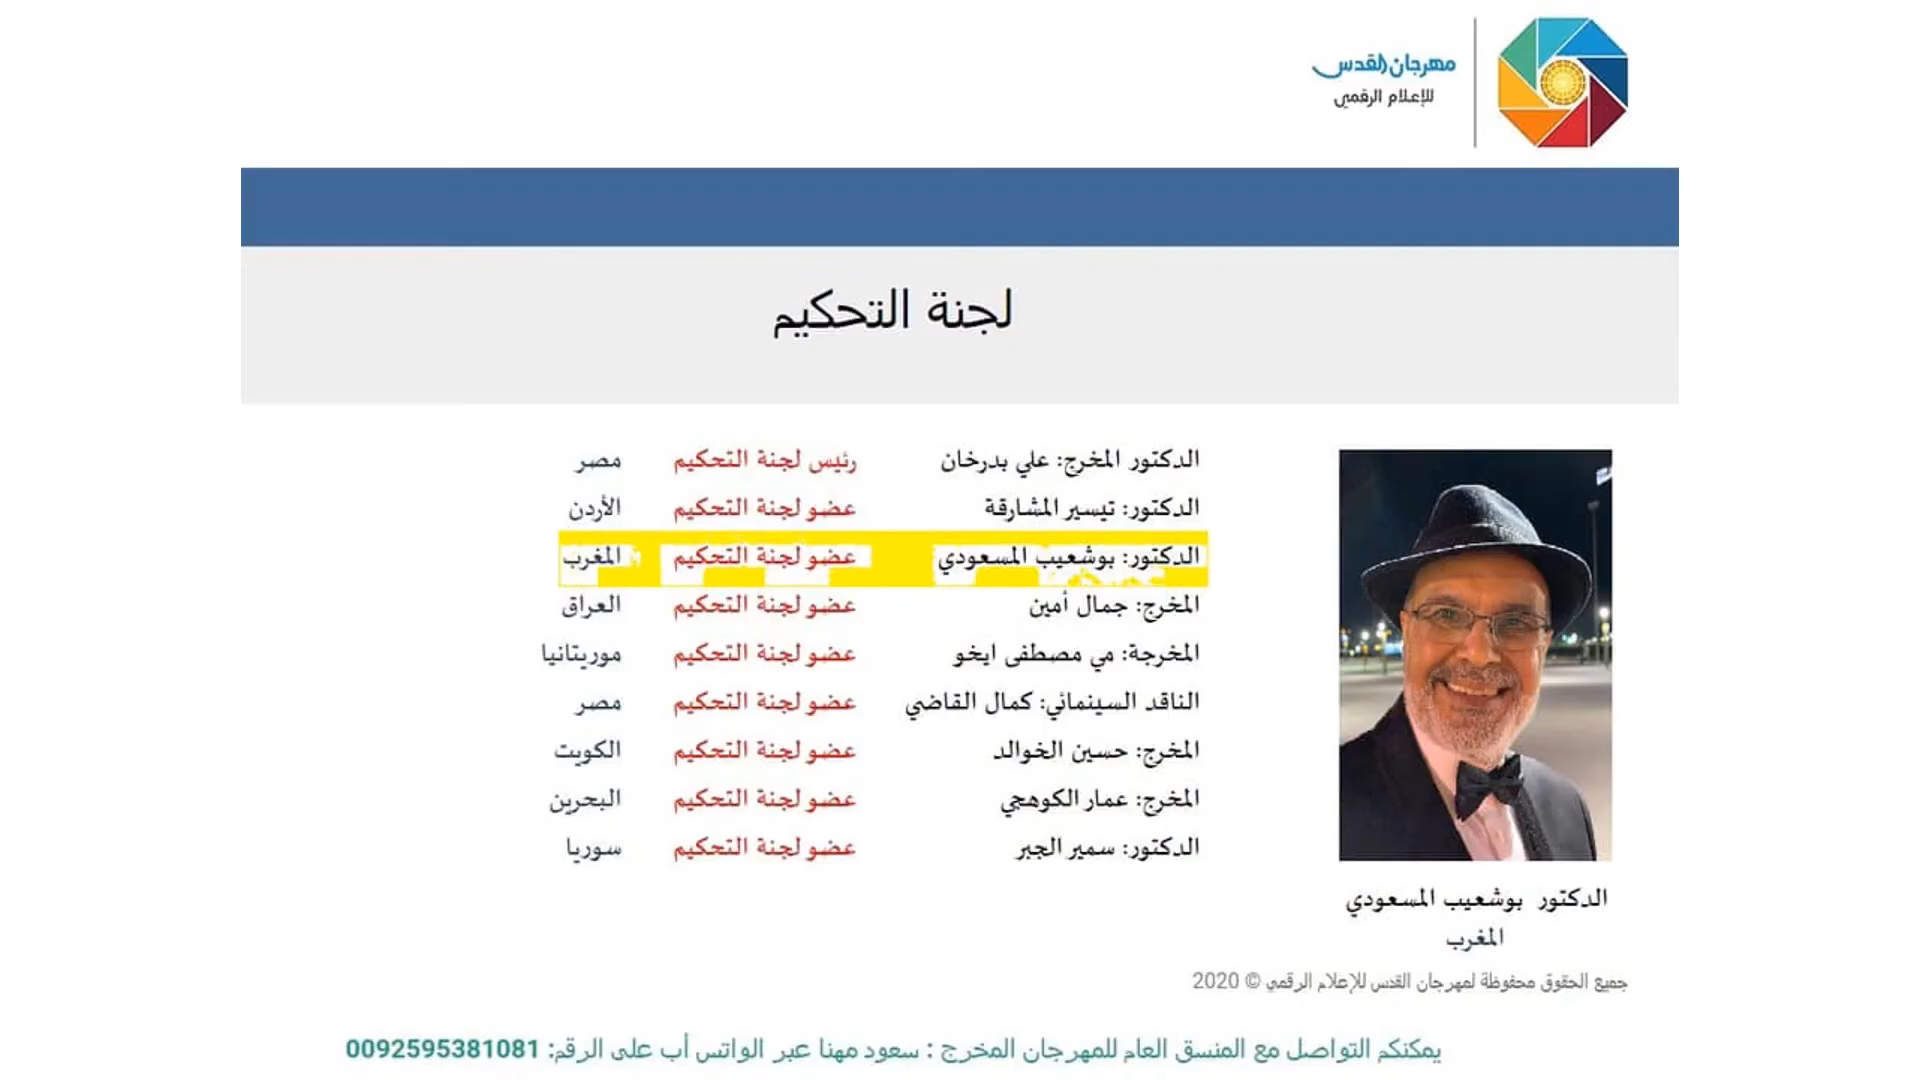 مهرجان القدس
للإعلام الرقمي
لجنة التحكيم
الدكتور المخرج: علي بدرخان رئيس لجنة التحكيم مصر
الدكتور: تيسير المشارقة عضو لجنة التحكيم الأردن
الدكتور: بوشعيب المسعودي عضو لجنة التحكيم المغرب
المخرج: جمال أمين عضو لجنة التحكيم العراق
المخرجة: مي مصطفى ايخو عضو لجنة التحكيم موريتانيا
الناقد السينمائي: كمال القاضي عضو لجنة التحكيم مصر
المخرج: حسين الخوالد عضو لجنة التحكيم الكويت
المخرج: عمار الكوهجي عضو لجنة التحكيم البحرين
الدكتور: سمير الجبر عضو لجنة التحكيم سوريا
الدكتور بوشعيب المسعودي
المغرب
جميع الحقوق محفوظة لمهرجان القدس للإعلام الرقمي © 2020
يمكنكم التواصل مع المنسق العام للمهرجان المخرج : سعود مهنا عبر الواتس أب على الرقم: 0092595381081